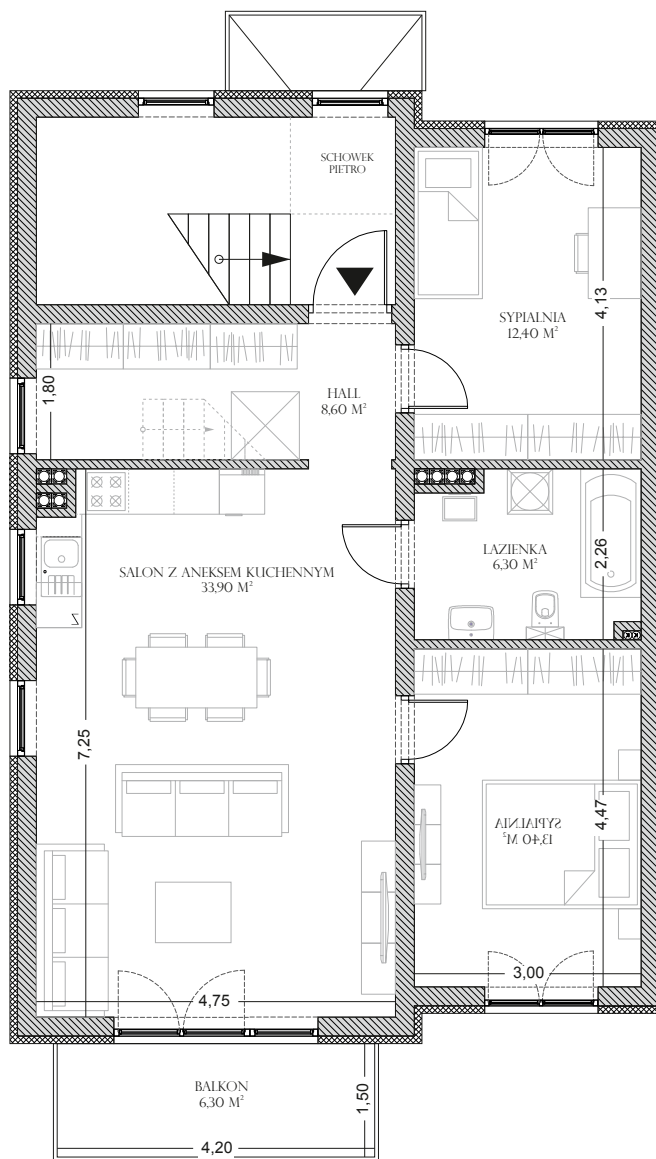 SCHOWEK
PIETRO
SYPIALNIA
12,40 M²
4,13
1,80
HALL
8,60 M²
SALON Z ANEKSEM KUCHENNYM
33,90 M²
LAZIENKA
6,30 M²
2,26
Z
7,25
SYPIALNIA
13,40 M²
4,47
3,00
4,75
BALKON
6,30 M²
1,50
4,20